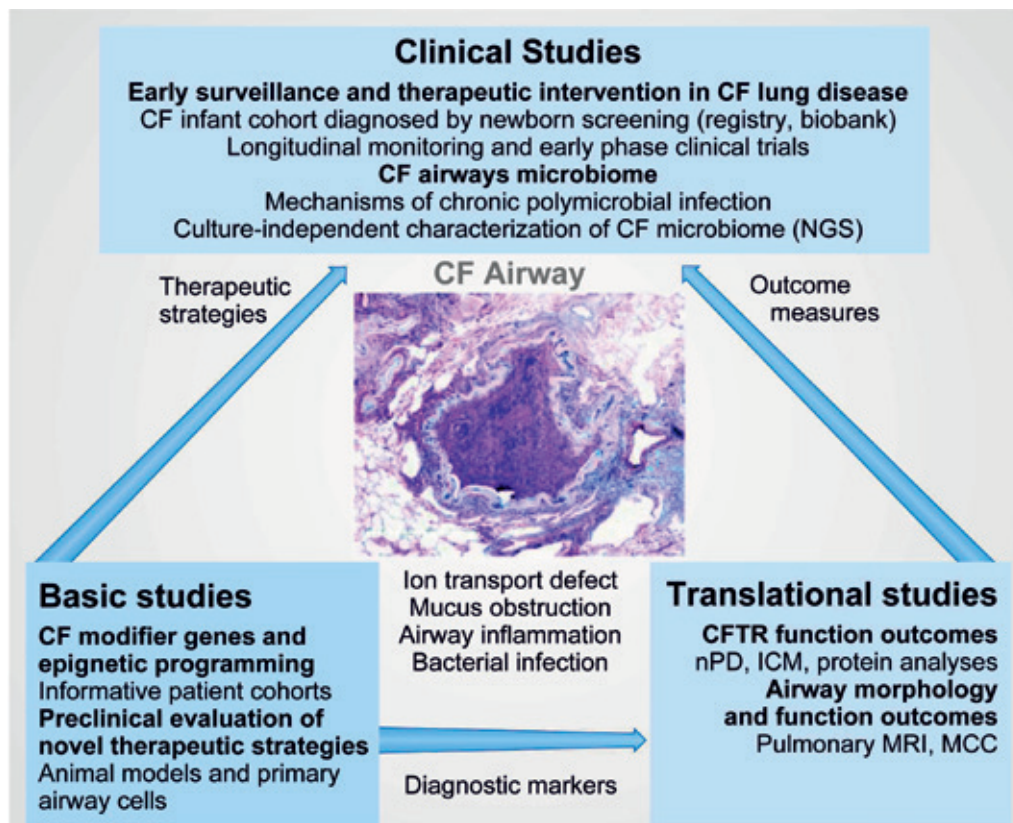 Clinical Studies
Early surveillance and therapeutic intervention in CF lung disease
CF infant cohort diagnosed by newborn screening (registry, biobank)
Longitudinal monitoring and early phase clinical trials
CF airways microbiome
Mechanisms of chronic polymicrobial infection
Culture-independent characterization of CF microbiome (NGS)
Therapeutic
strategies
CF Airway
Outcome
measures
Ion transport defect
Mucus obstruction
Airway inflammation
Bacterial infection
Basic studies
CF modifier genes and
epignetic programming
Informative patient cohorts
Preclinical evaluation of
novel therapeutic strategies
Animal models and primary
airway cells
Diagnostic markers
Translational studies
CFTR function outcomes
nPD, ICM, protein analyses
Airway morphology
and function outcomes
Pulmonary MRI, MCC